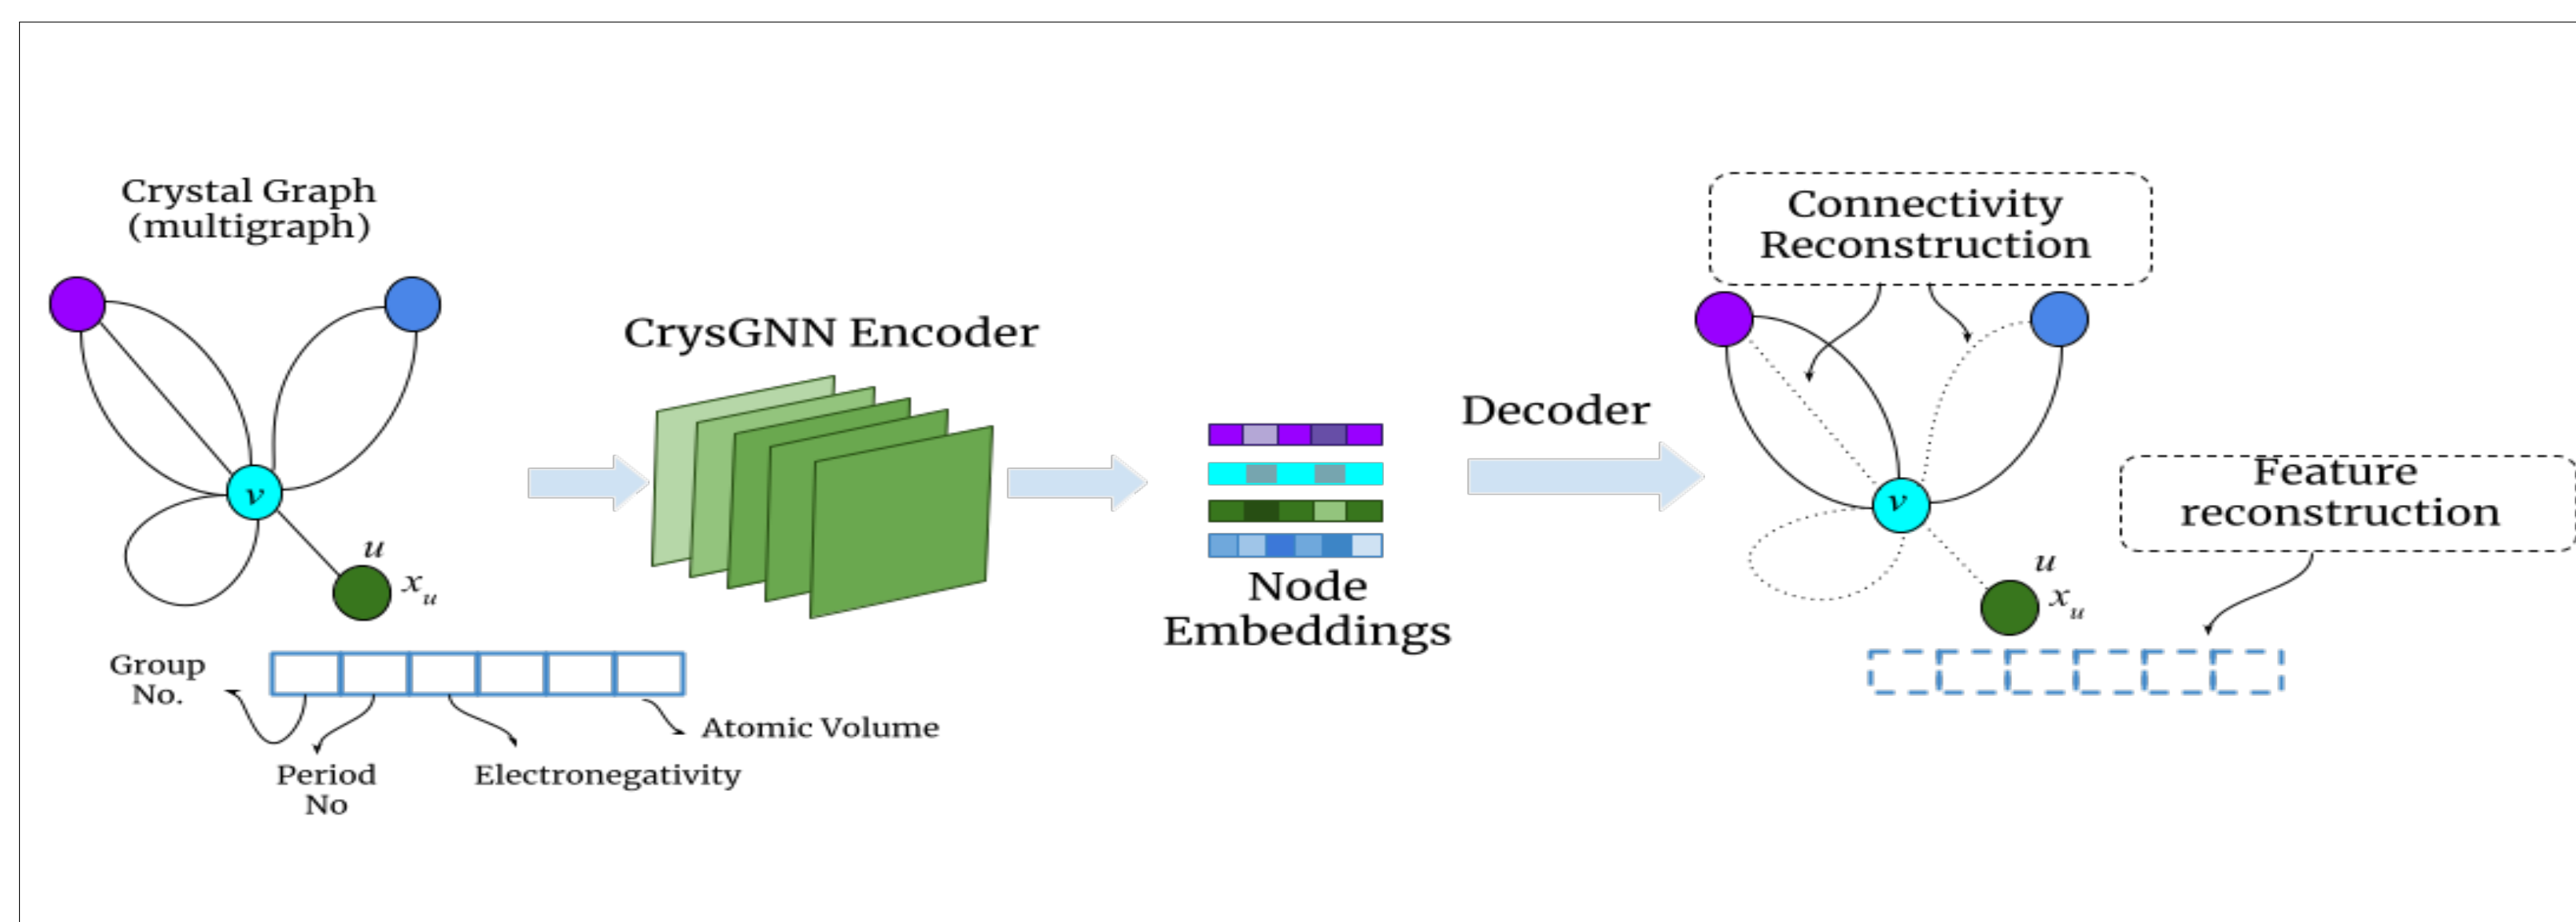 Crystal Graph
(multigraph)
v
u
x_u
Group
No.
Period
No
Electronegativity
Atomic Volume
CrysGNN Encoder
Node
Embeddings
Decoder
Connectivity
Reconstruction
v
u
x_u
Feature
reconstruction